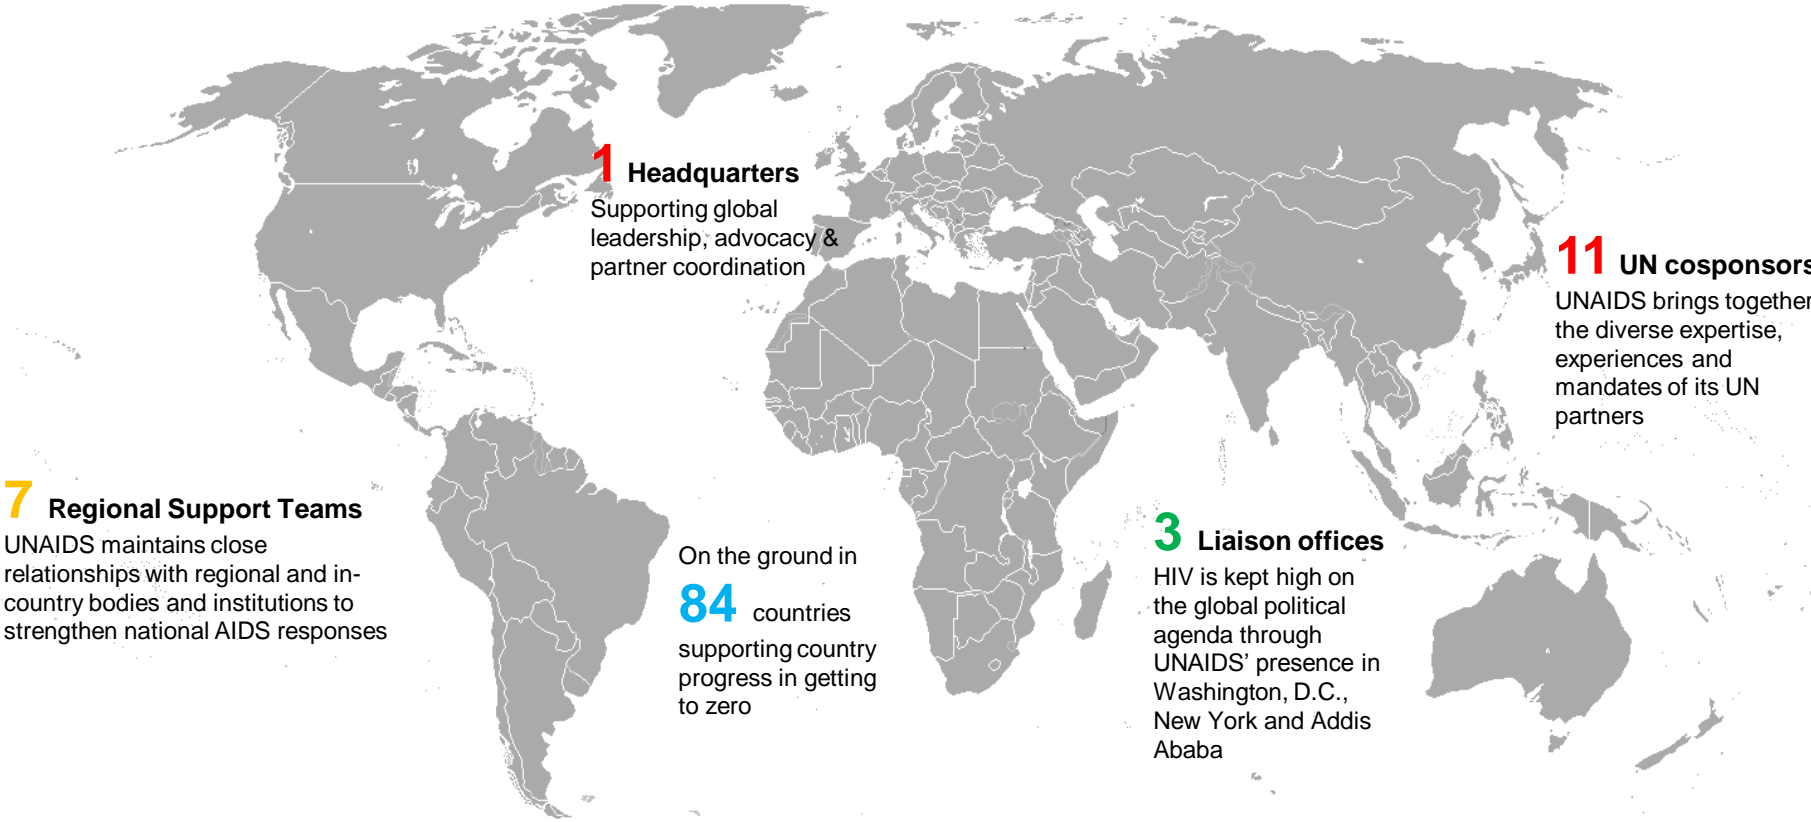 1 Headquarters
Supporting global
leadership, advocacy &
partner coordination
11 UN cosponsors
UNAIDS brings together
the diverse expertise,
experiences and
mandates of its UN
partners
7 Regional Support Teams
UNAIDS maintains close
relationships with regional and in-
country bodies and institutions to
strengthen national AIDS responses
On the ground in
84 countries
supporting country
progress in getting
to zero
3 Liaison offices
HIV is kept high on
the global political
agenda through
UNAIDS’ presence in
Washington, D.C.,
New York and Addis
Ababa